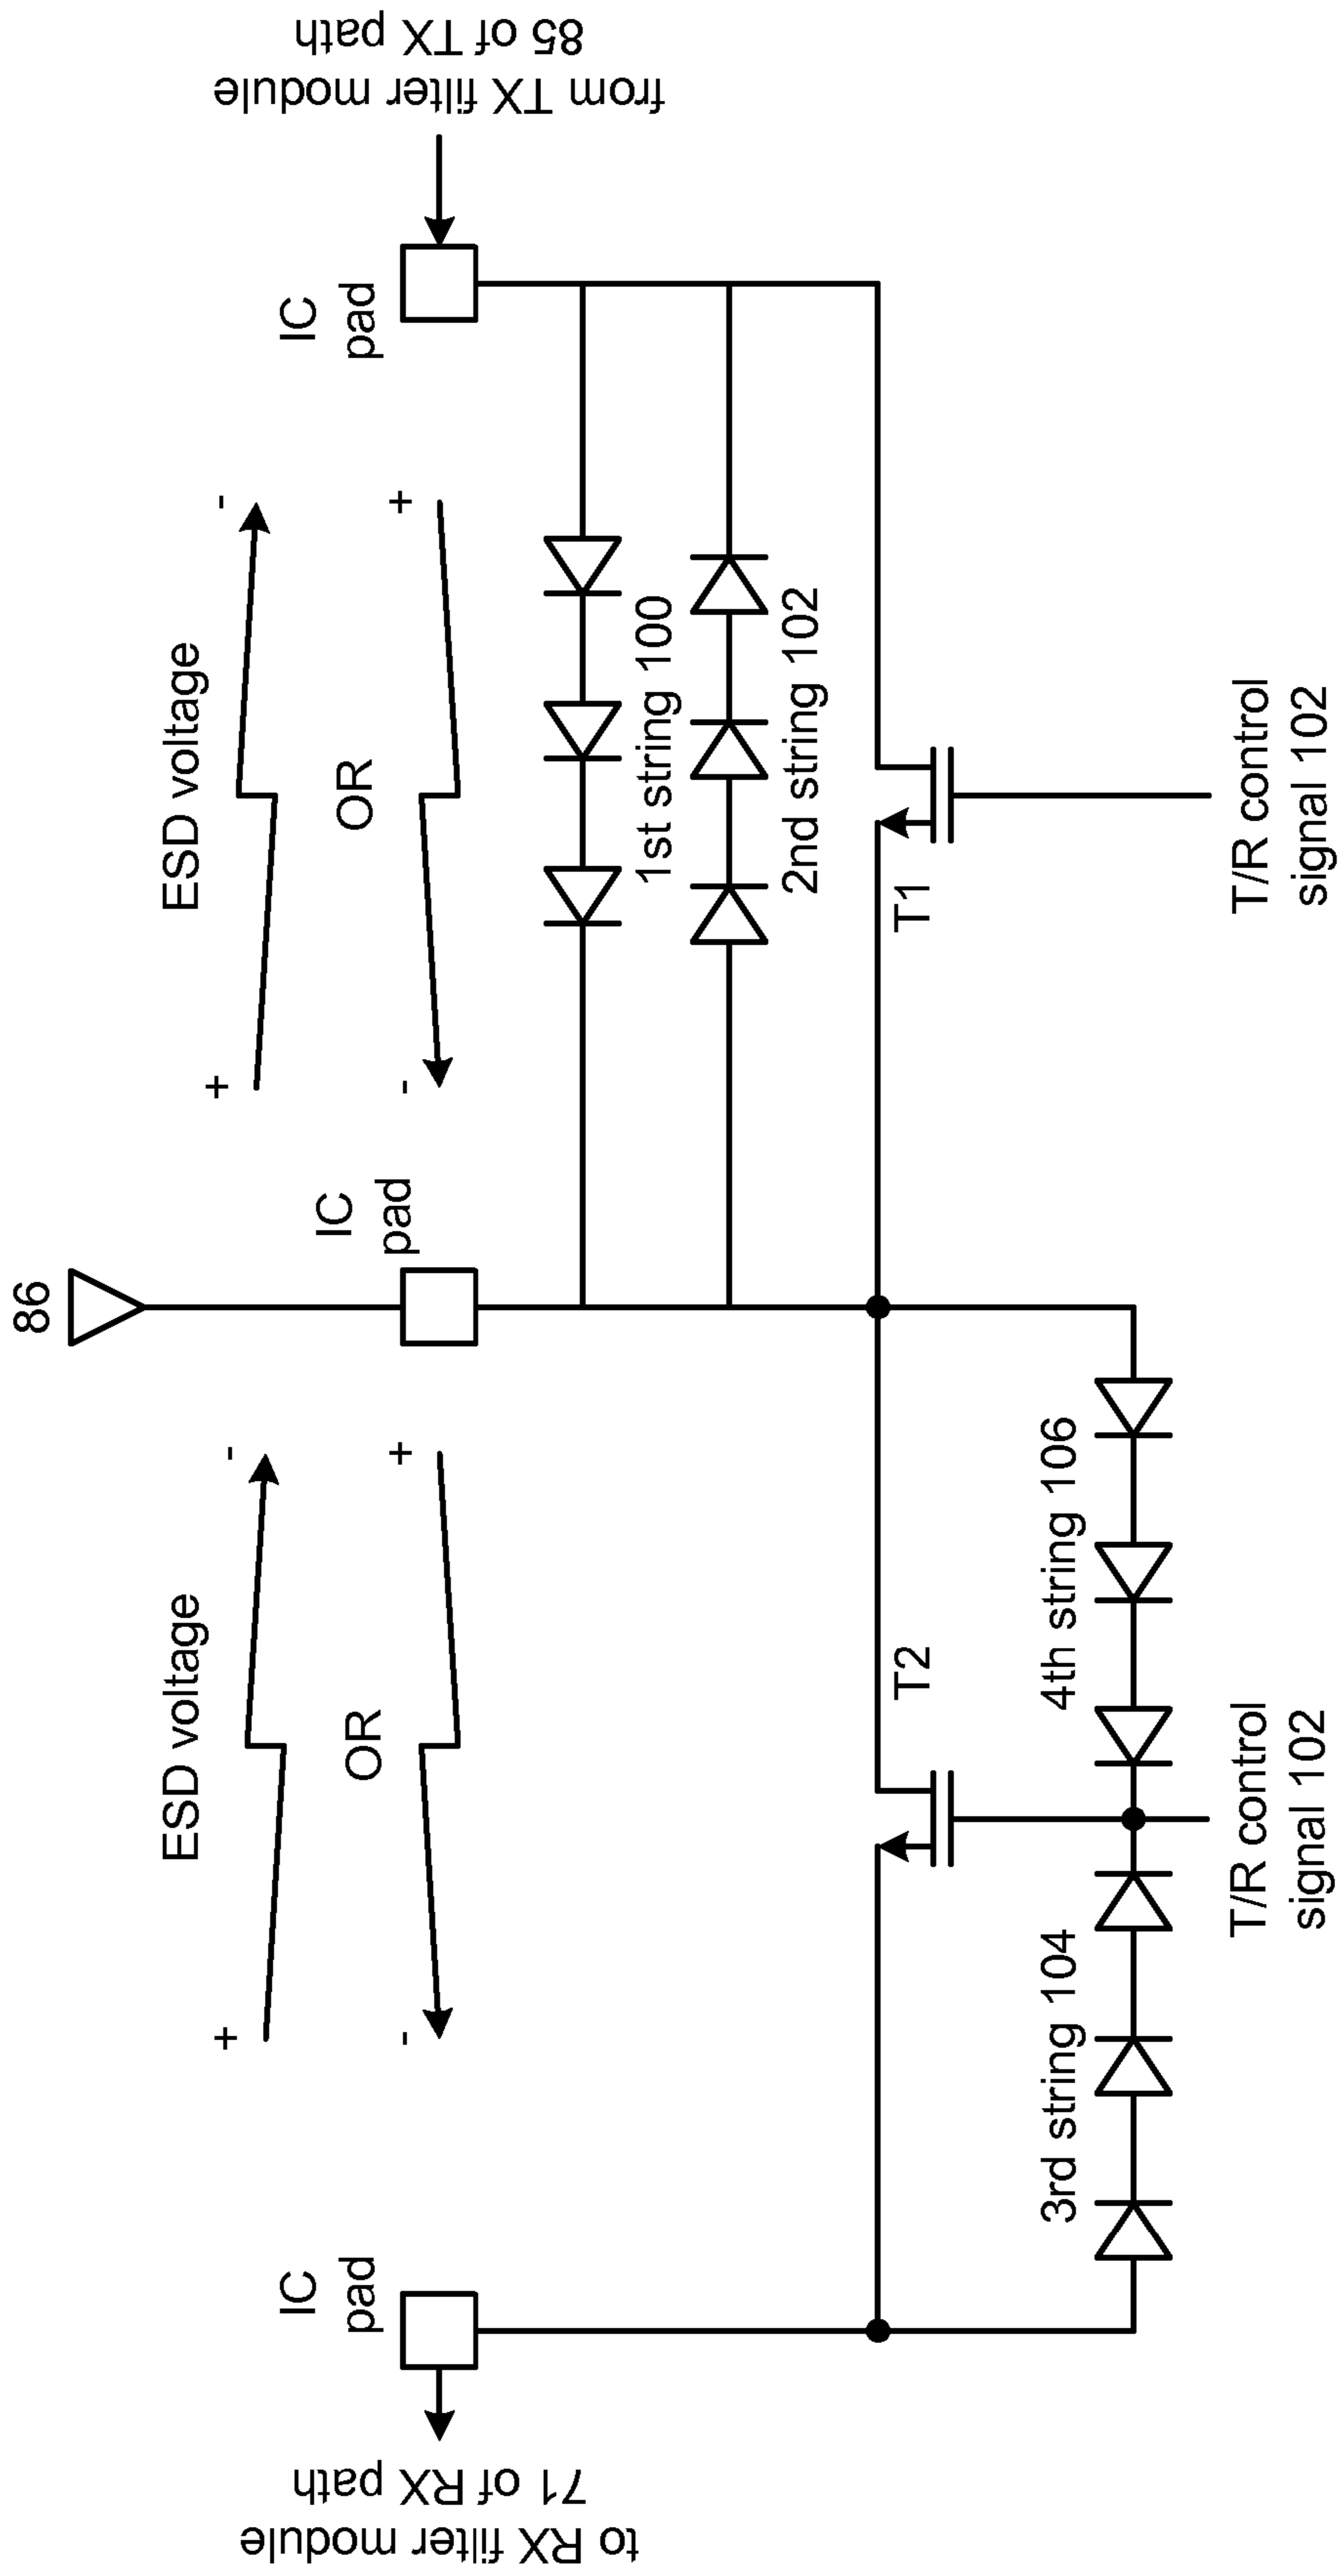 86
from TX filter module
85 of TX path
IC
pad
IC
pad
IC
pad
to RX filter module
71 of RX path
ESD voltage
+
-
OR
+
-
ESD voltage
+
-
OR
+
-
1st string 100
2nd string 102
T1
T/R control
signal 102
T2
4th string 106
3rd string 104
T/R control
signal 102